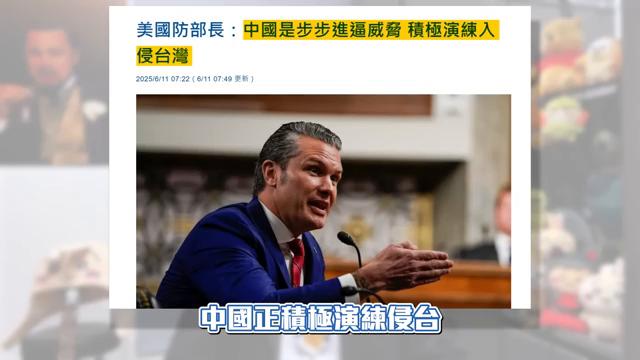 美國防部長：中國是步步進逼威脅 積極演練入
侵台灣
2025/6/11 07:22（6/11 07:49 更新）
中國正積極演練侵台